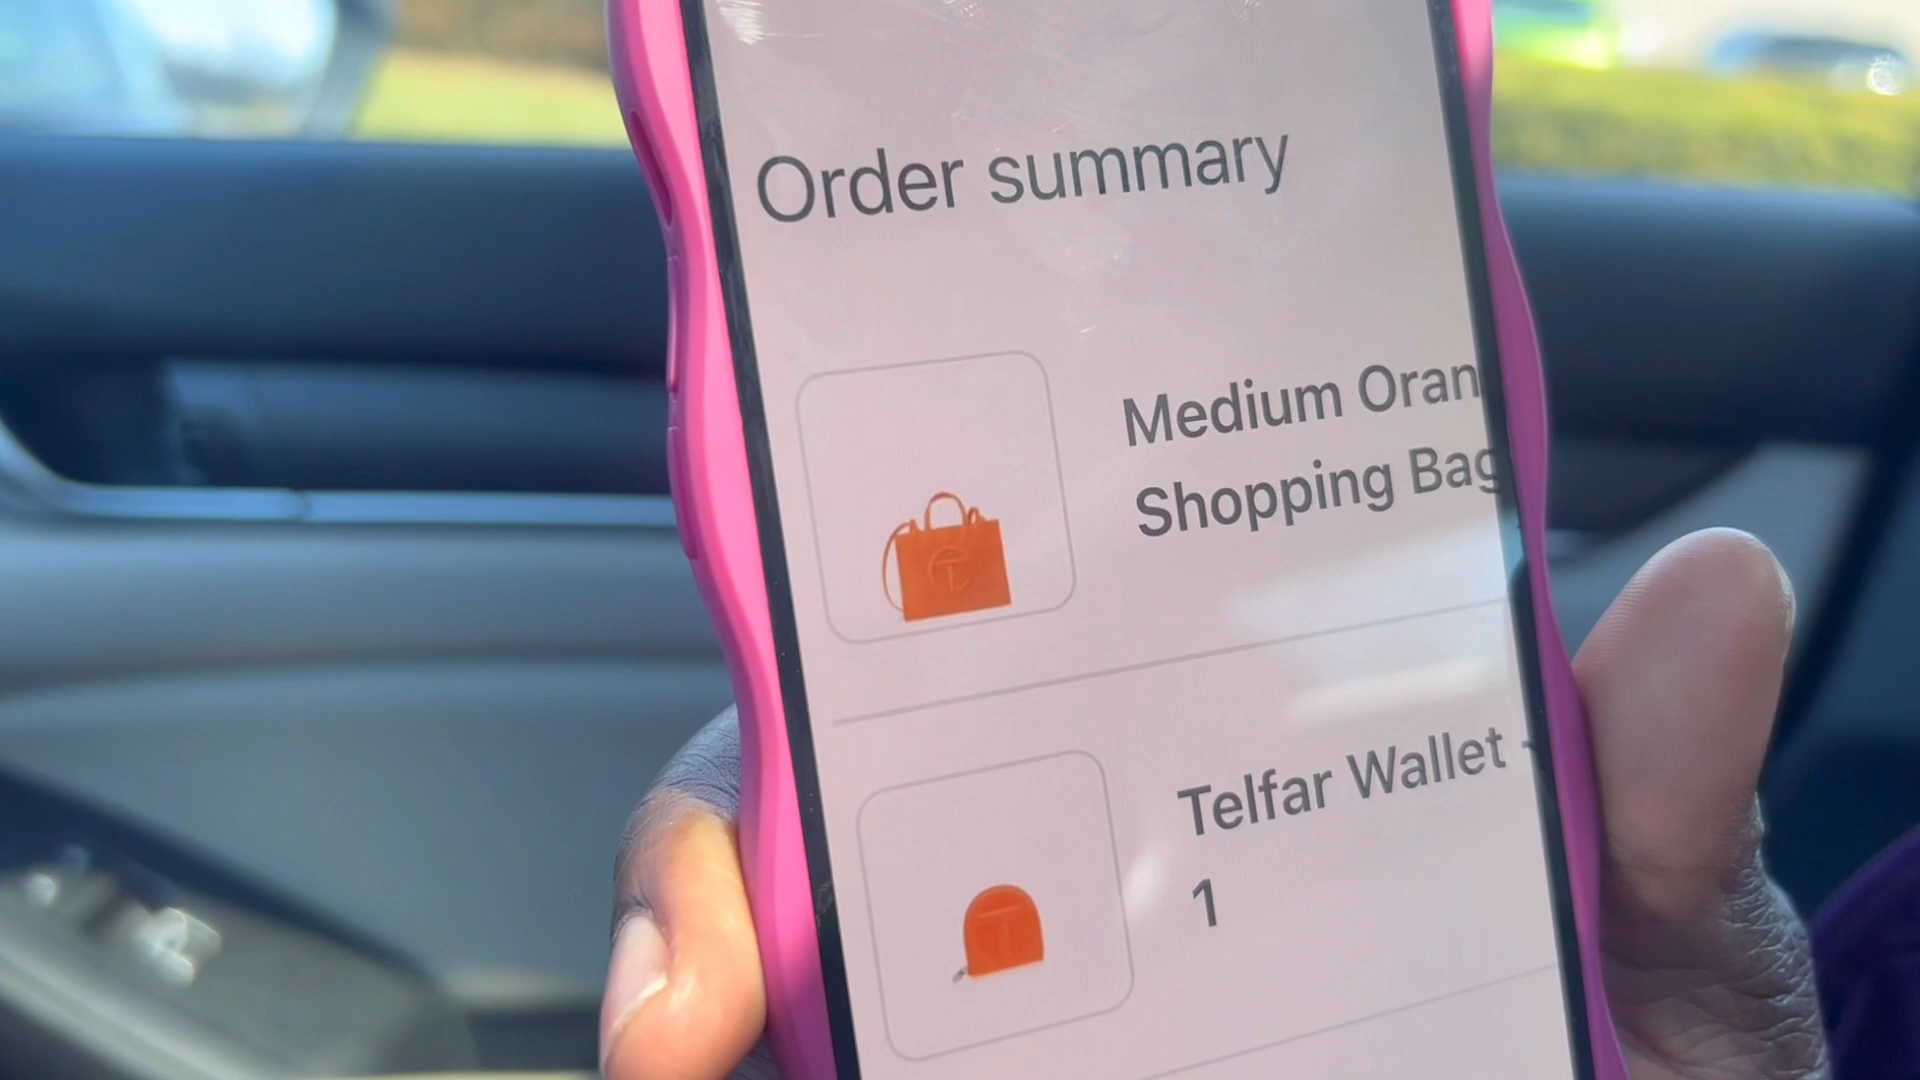 Order summary
Medium Oran
Shopping Bag
Telfar Wallet -
1